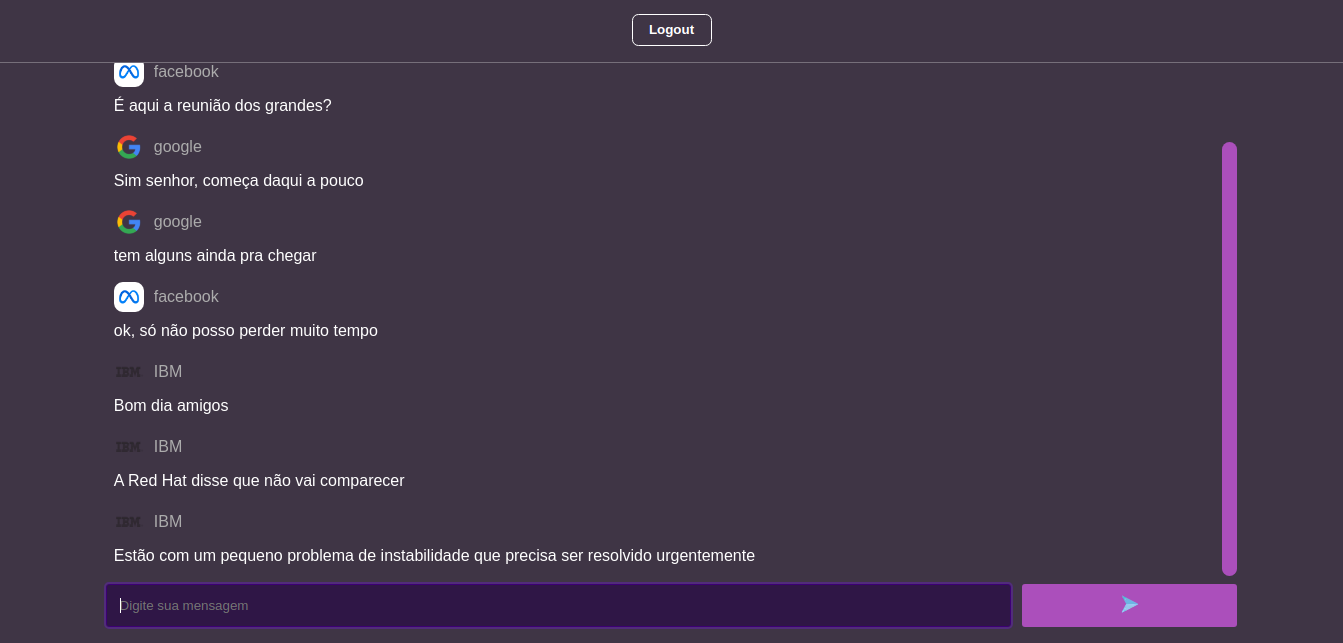 Logout
facebook
É aqui a reunião dos grandes?
google
Sim senhor, começa daqui a pouco
google
tem alguns ainda pra chegar
facebook
ok, só não posso perder muito tempo
IBM IBM
Bom dia amigos
IBM IBM
A Red Hat disse que não vai comparecer
IBM IBM
Estão com um pequeno problema de instabilidade que precisa ser resolvido urgentemente
Digite sua mensagem